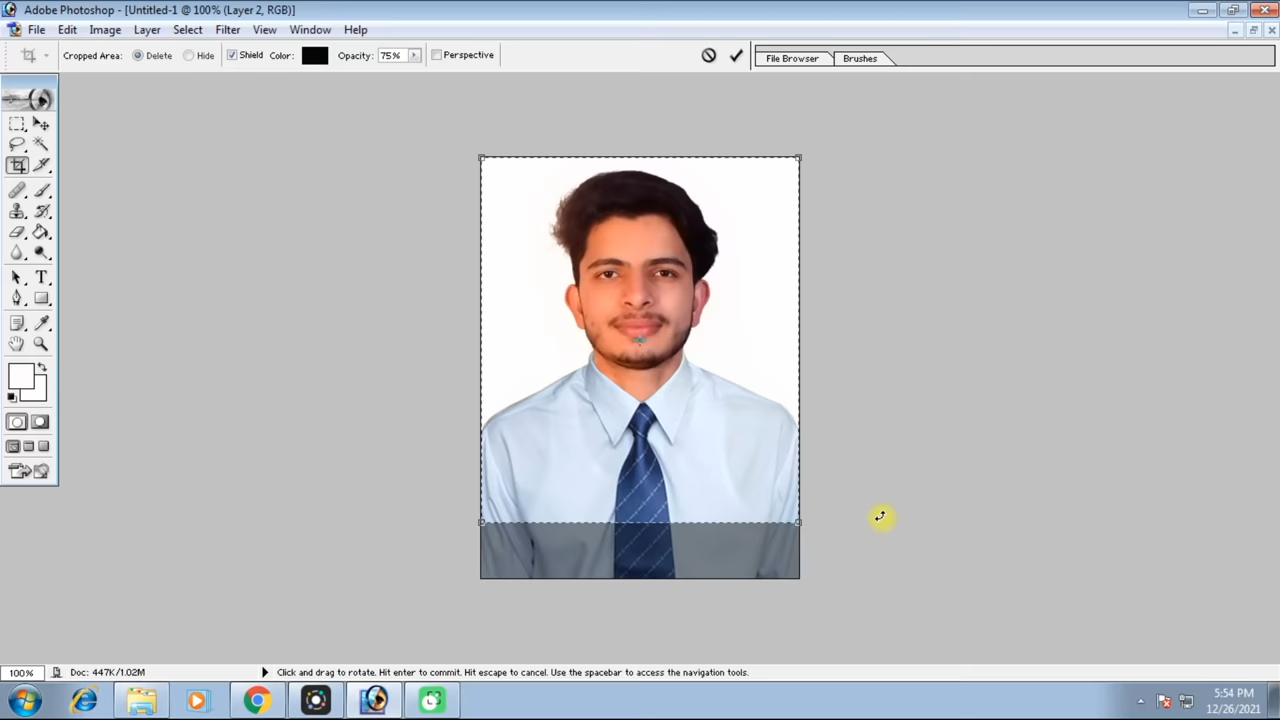 Adobe Photoshop - [Untitled-1 @ 100% (Layer 2, RGB)]
File Edit Image Layer Select Filter View Window Help
Cropped Area: Delete Hide Shield Color: Opacity: 75% Perspective File Browser Brushes
T
100% Doc: 447K/1.02M Click and drag to rotate. Hit enter to commit. Hit escape to cancel. Use the spacebar to access the navigation tools.
5:54 PM
12/26/2021